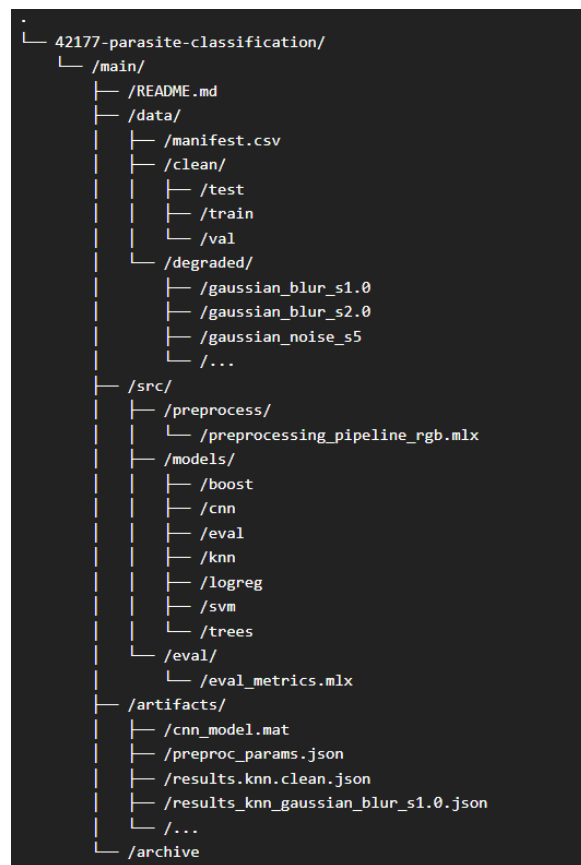 .
└── 42177-parasite-classification/
    └── /main/
        ├── /README.md
        ├── /data/
        │   ├── /manifest.csv
        │   ├── /clean/
        │   │   ├── /test
        │   │   ├── /train
        │   │   └── /val
        │   └── /degraded/
        │       ├── /gaussian_blur_s1.0
        │       ├── /gaussian_blur_s2.0
        │       ├── /gaussian_noise_s5
        │       └── /...
        ├── /src/
        │   ├── /preprocess/
        │   │   └── /preprocessing_pipeline_rgb.mlx
        │   ├── /models/
        │   │   ├── /boost
        │   │   ├── /cnn
        │   │   ├── /eval
        │   │   ├── /knn
        │   │   ├── /logreg
        │   │   ├── /svm
        │   │   └── /trees
        │   └── /eval/
        │       └── /eval_metrics.mlx
        ├── /artifacts/
        │   ├── /cnn_model.mat
        │   ├── /preproc_params.json
        │   ├── /results.knn.clean.json
        │   ├── /results_knn_gaussian_blur_s1.0.json
        │   └── /...
        └── /archive